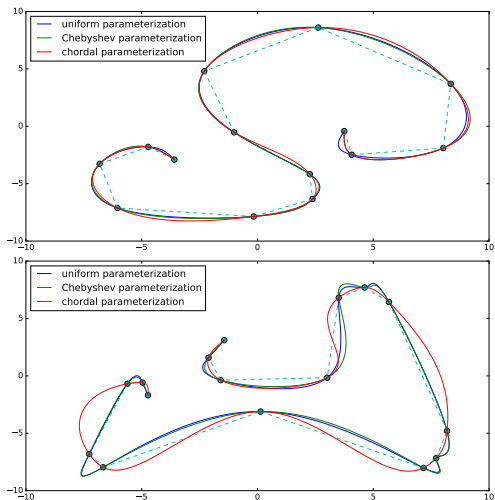 10
5
0
−5
−10
−10 −5 0 5 10
uniform parameterization
Chebyshev parameterization
chordal parameterization
10
5
0
−5
−10
−10 −5 0 5 10
uniform parameterization
Chebyshev parameterization
chordal parameterization